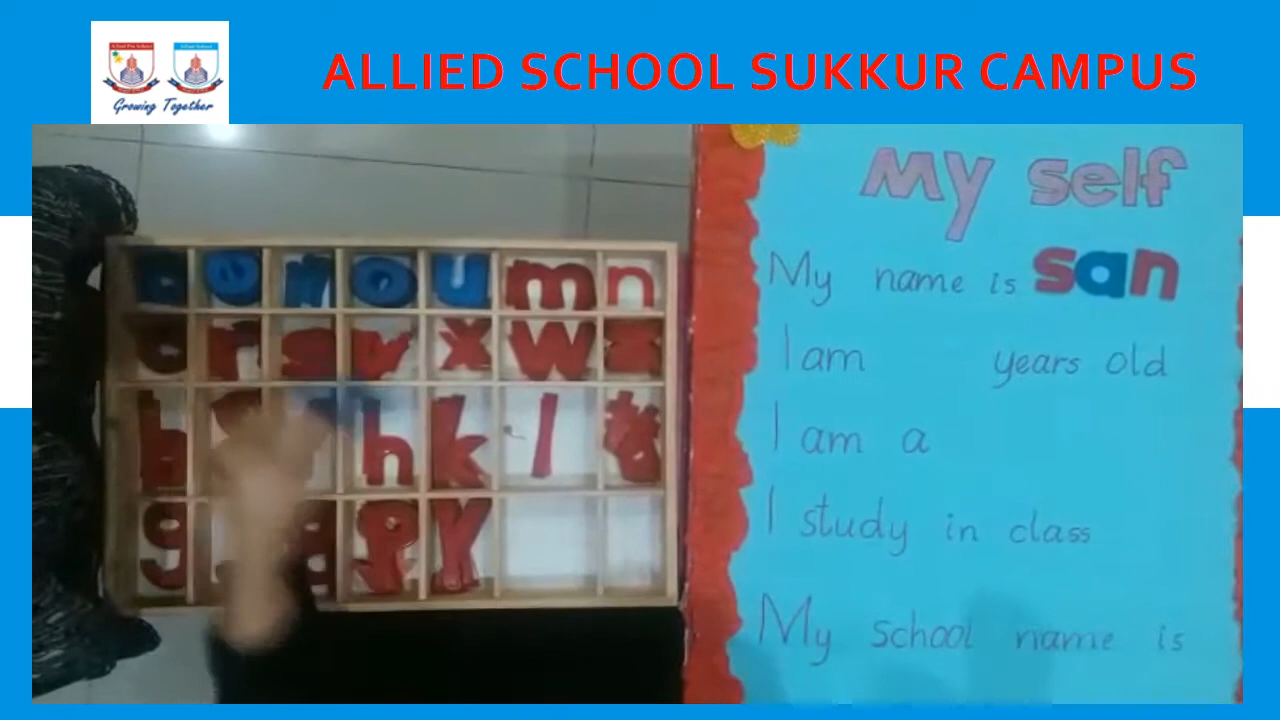 Growing Together
ALLIED SCHOOL SUKKUR CAMPUS
My self
My name is san
I am years old
I am a
I study in class
My school name is
m n
r s v x w z
b h k l t
g p y